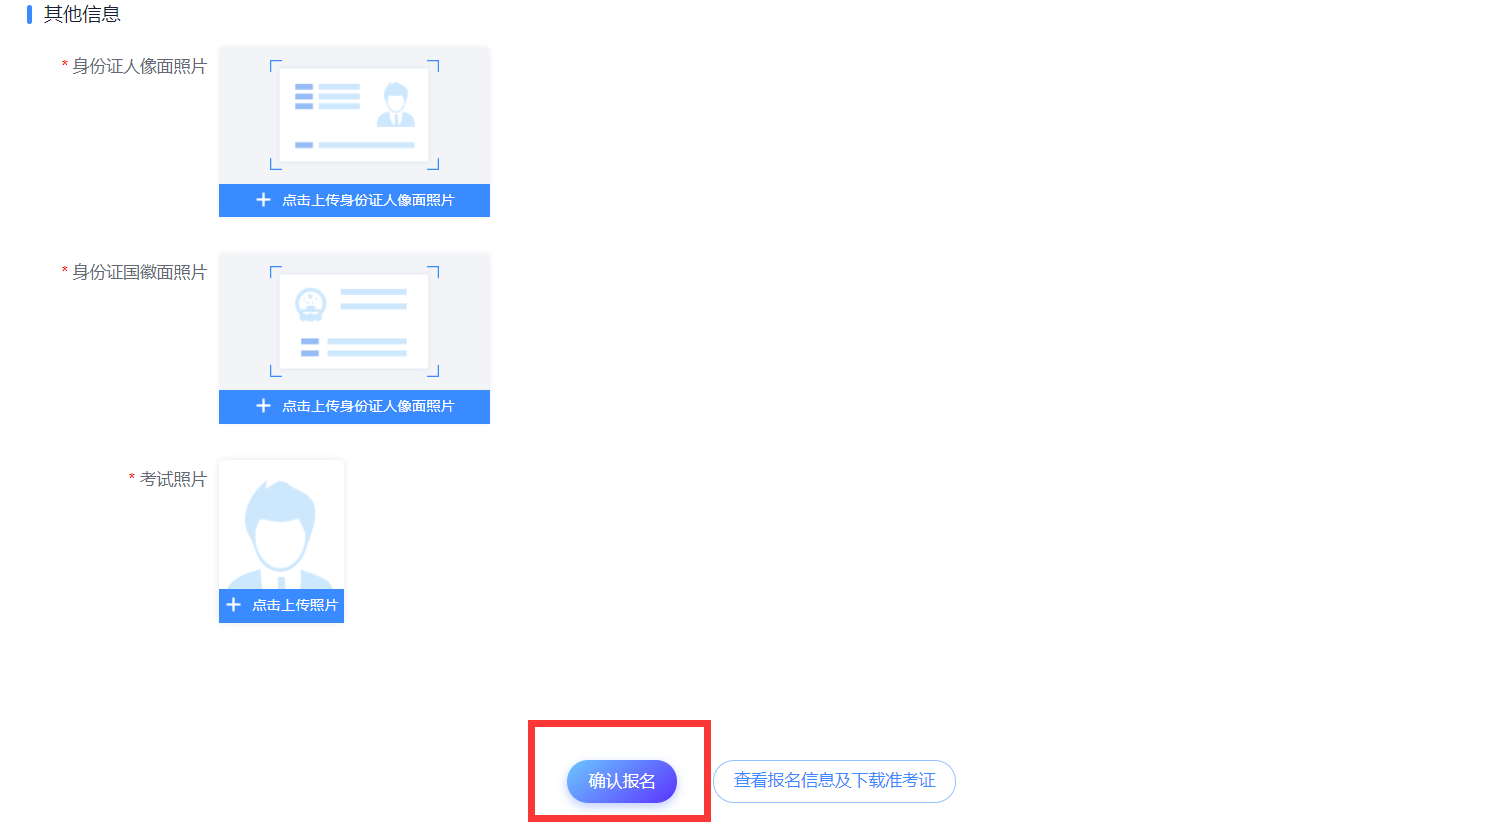 其他信息
* 身份证人像面照片
+ 点击上传身份证人像面照片
* 身份证国徽面照片
+ 点击上传身份证人像面照片
* 考试照片
+ 点击上传照片
确认报名
查看报名信息及下载准考证